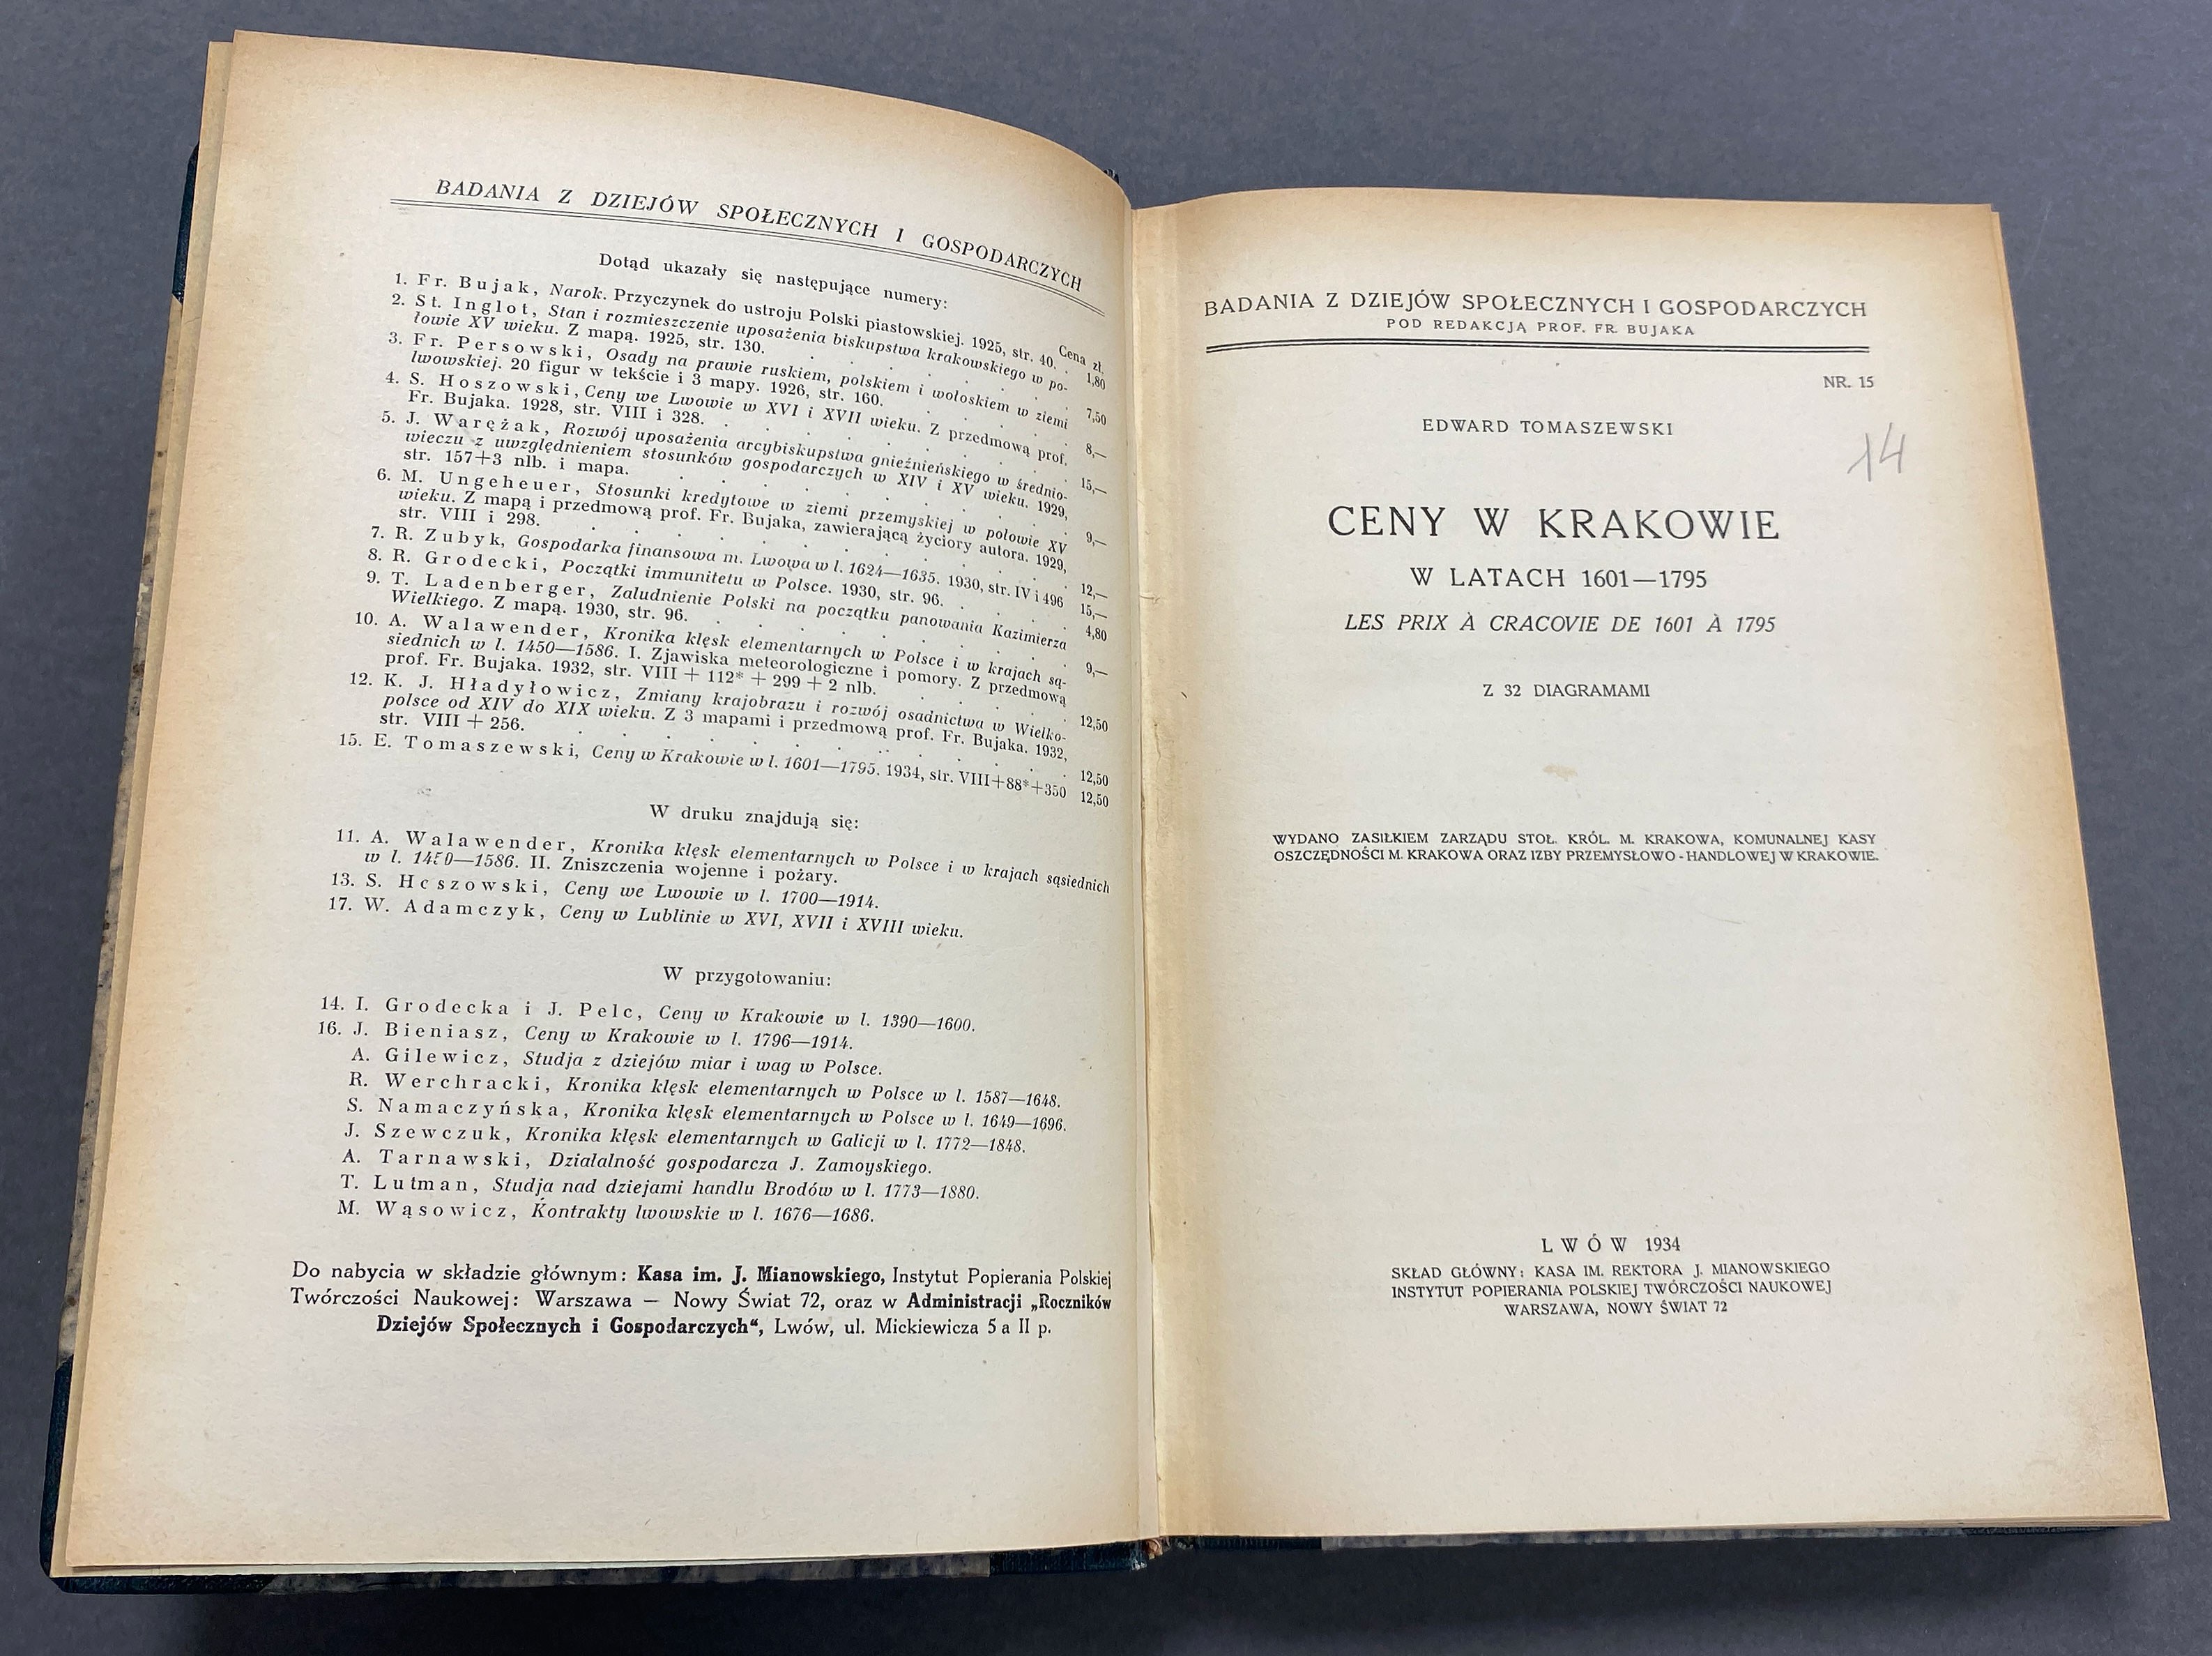 BADANIA Z DZIEJÓW SPOŁECZNYCH I GOSPODARCZYCH
Dotąd ukazały się następujące numery:
Cena zł.
1. Fr. Bujak, Narok. Przyczynek do ustroju Polski piastowskiej. 1925, str. 40. . 1,80
2. St. Inglot, Stan i rozmieszczenie uposażenia biskupstwa krakowskiego w po-
łowie XV wieku. Z mapą. 1925, str. 130. . . . . . . 7,50
3. Fr. Persowski, Osady na prawie ruskiem, polskiem i wołoskiem w ziemi
lwowskiej. 20 figur w tekście i 3 mapy. 1926, str. 160. . . . . 8,—
4. S. Hoszowski, Ceny we Lwowie w XVI i XVII wieku. Z przedmową prof.
Fr. Bujaka. 1928, str. VIII i 328. . . . . . . . 15,—
5. J. Warężak, Rozwój uposażenia arcybiskupstwa gnieźnieńskiego w średnio-
wieczu z uwzględnieniem stosunków gospodarczych w XIV i XV wieku. 1929,
str. 157+3 nlb. i mapa. . . . . . . . . 9,—
6. M. Ungeheuer, Stosunki kredytowe w ziemi przemyskiej w połowie XV
wieku. Z mapą i przedmową prof. Fr. Bujaka, zawierającą życiory autora. 1929,
str. VIII i 298. . . . . . . . . . 12,—
7. R. Zubyk, Gospodarka finansowa m. Lwowa w l. 1624—1635. 1930, str. IV i 496 15,—
8. R. Grodecki, Początki immunitetu w Polsce. 1930, str. 96. . . . 4,80
9. T. Ladenberger, Zaludnienie Polski na początku panowania Kazimierza
Wielkiego. Z mapą. 1930, str. 96. . . . . . . . 9,—
10. A. Walawender, Kronika klęsk elementarnych w Polsce i w krajach są-
siednich w l. 1450—1586. I. Zjawiska meteorologiczne i pomory. Z przedmową
prof. Fr. Bujaka. 1932, str. VIII + 112* + 299 + 2 nlb. . . . . 12,50
12. K. J. Hładyłowicz, Zmiany krajobrazu i rozwój osadnictwa w Wielko-
polsce od XIV do XIX wieku. Z 3 mapami i przedmową prof. Fr. Bujaka. 1932,
str. VIII + 256. . . . . . . . . . 12,50
15. E. Tomaszewski, Ceny w Krakowie w l. 1601—1795. 1934, str. VIII+88*+350 12,50
W druku znajdują się:
11. A. Walawender, Kronika klęsk elementarnych w Polsce i w krajach sąsiednich
w l. 1450—1586. II. Zniszczenia wojenne i pożary.
13. S. Hoszowski, Ceny we Lwowie w l. 1700—1914.
17. W. Adamczyk, Ceny w Lublinie w XVI, XVII i XVIII wieku.
W przygotowaniu:
14. I. Grodecka i J. Pelc, Ceny w Krakowie w l. 1390—1600.
16. J. Bieniasz, Ceny w Krakowie w l. 1796—1914.
A. Gilewicz, Studja z dziejów miar i wag w Polsce.
R. Werchracki, Kronika klęsk elementarnych w Polsce w l. 1587—1648.
S. Namaczyńska, Kronika klęsk elementarnych w Polsce w l. 1649—1696.
J. Szewczuk, Kronika klęsk elementarnych w Galicji w l. 1772—1848.
A. Tarnawski, Działalność gospodarcza J. Zamoyskiego.
T. Lutman, Studja nad dziejami handlu Brodów w l. 1773—1880.
M. Wąsowicz, Kontrakty lwowskie w l. 1676—1686.
Do nabycia w składzie głównym: Kasa im. J. Mianowskiego, Instytut Popierania Polskiej
Twórczości Naukowej: Warszawa — Nowy Świat 72, oraz w Administracji „Roczników
Dziejów Społecznych i Gospodarczych“, Lwów, ul. Mickiewicza 5 a II p.
BADANIA Z DZIEJÓW SPOŁECZNYCH I GOSPODARCZYCH
POD REDAKCJĄ PROF. FR. BUJAKA
NR. 15
EDWARD TOMASZEWSKI
14
CENY W KRAKOWIE
W LATACH 1601—1795
LES PRIX À CRACOVIE DE 1601 À 1795
Z 32 DIAGRAMAMI
WYDANO ZASIŁKIEM ZARZĄDU STOŁ. KRÓL. M. KRAKOWA, KOMUNALNEJ KASY
OSZCZĘDNOŚCI M. KRAKOWA ORAZ IZBY PRZEMYSŁOWO-HANDLOWEJ W KRAKOWIE.
LWÓW 1934
SKŁAD GŁÓWNY: KASA IM. REKTORA J. MIANOWSKIEGO
INSTYTUT POPIERANIA POLSKIEJ TWÓRCZOŚCI NAUKOWEJ
WARSZAWA, NOWY ŚWIAT 72